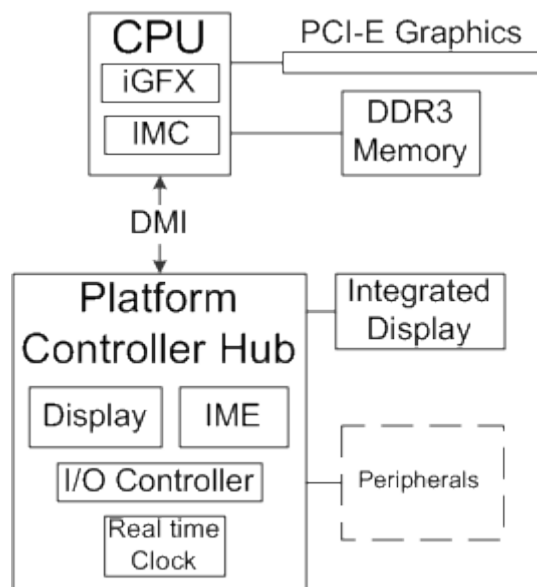 CPU
PCI-E Graphics
iGFX
IMC
DDR3
Memory
DMI
Platform
Controller Hub
Integrated
Display
Display
IME
I/O Controller
Peripherals
Real time
Clock